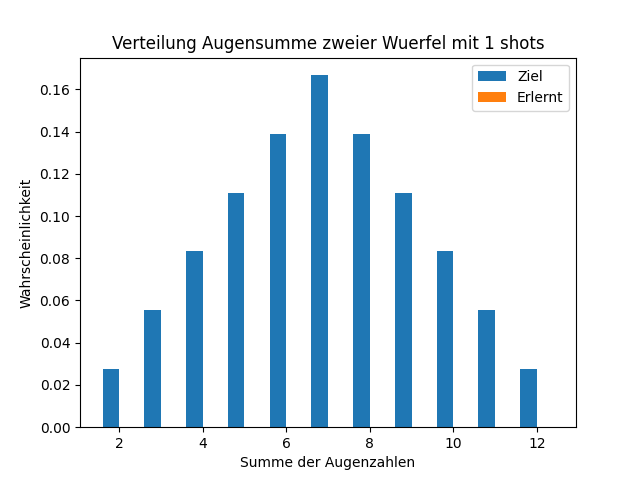 Verteilung Augensumme zweier Wuerfel mit 1 shots
Ziel
Erlernt
Wahrscheinlichkeit
0.16
0.14
0.12
0.10
0.08
0.06
0.04
0.02
0.00
2 4 6 8 10 12
Summe der Augenzahlen